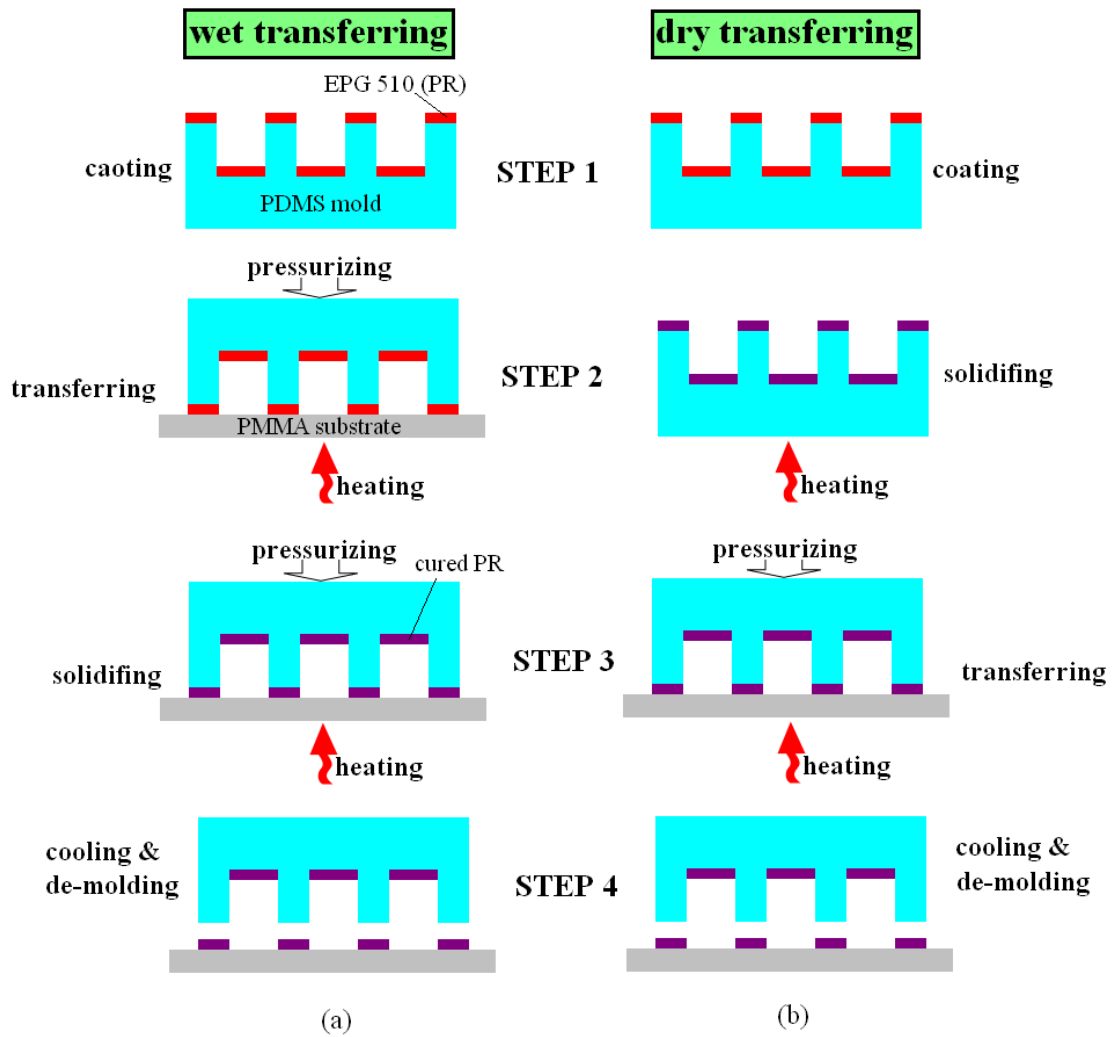 wet transferring
dry transferring
EPG 510 (PR)
caoting
STEP 1
coating
PDMS mold
pressurizing
transferring
STEP 2
solidifing
PMMA substrate
heating
heating
pressurizing
cured PR
pressurizing
solidifing
STEP 3
transferring
heating
heating
cooling &
de-molding
STEP 4
cooling &
de-molding
(a)
(b)